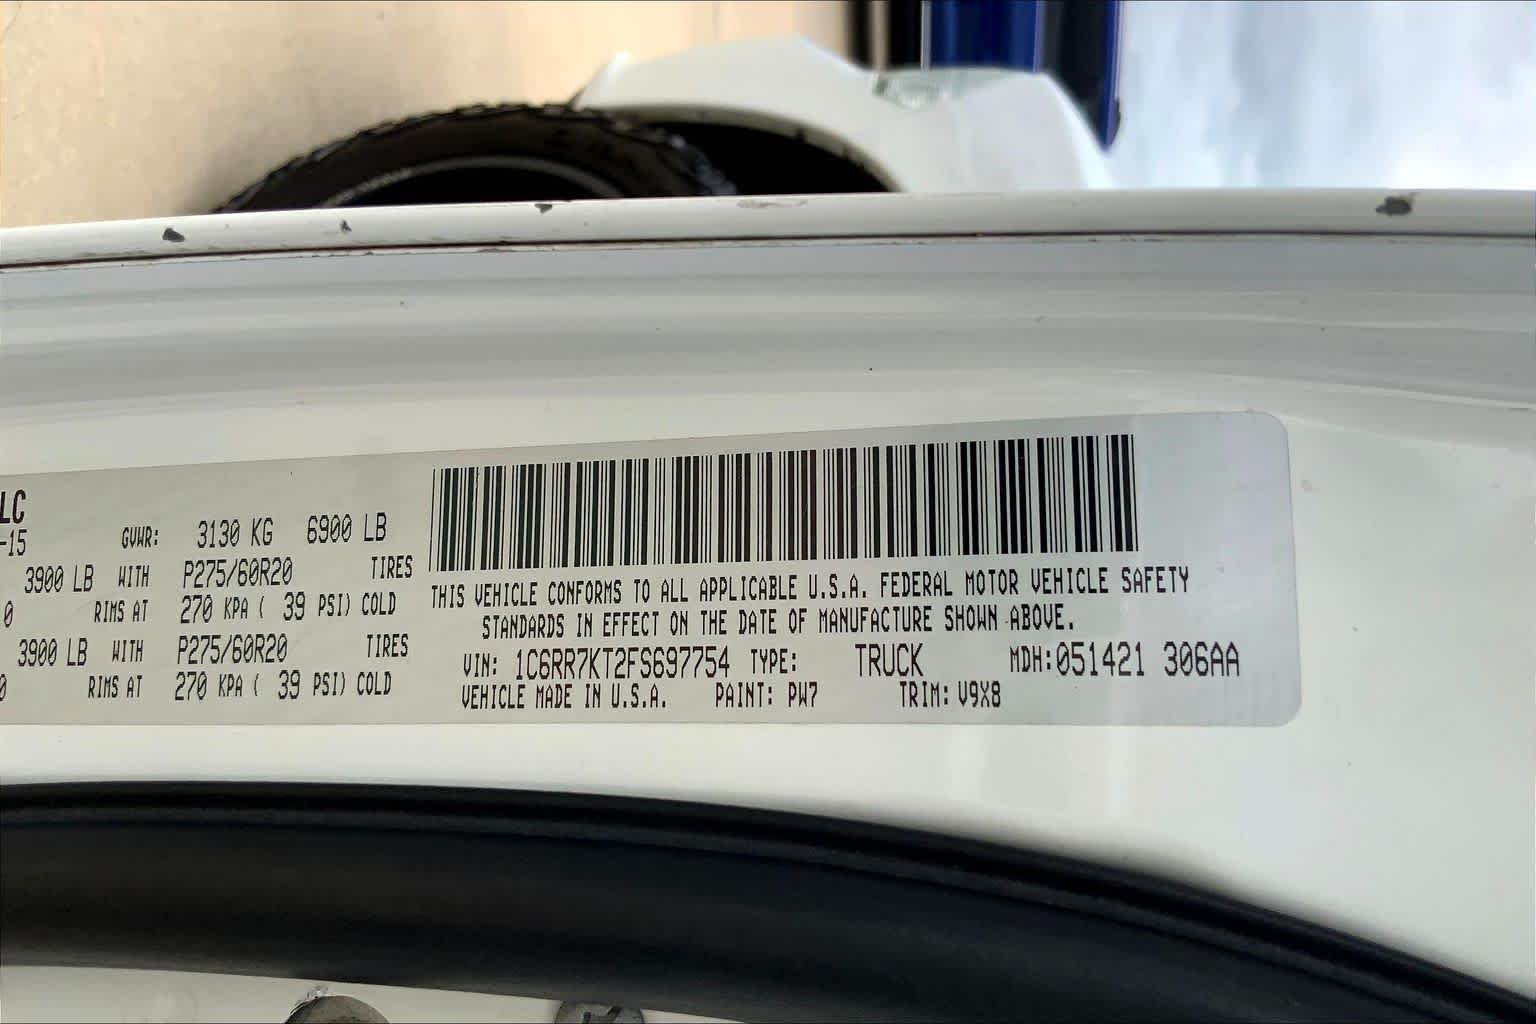 LC
-15
GVWR: 3130 KG 6900 LB
3900 LB WITH P275/60R20 TIRES
0 RIMS AT 270 KPA ( 39 PSI) COLD
3900 LB WITH P275/60R20 TIRES
0 RIMS AT 270 KPA ( 39 PSI) COLD
THIS VEHICLE CONFORMS TO ALL APPLICABLE U.S.A. FEDERAL MOTOR VEHICLE SAFETY
STANDARDS IN EFFECT ON THE DATE OF MANUFACTURE SHOWN ABOVE.
VIN: 1C6RR7KT2FS697754 TYPE: TRUCK MDH:051421 306AA
VEHICLE MADE IN U.S.A. PAINT: PW7 TRIM: V9X8